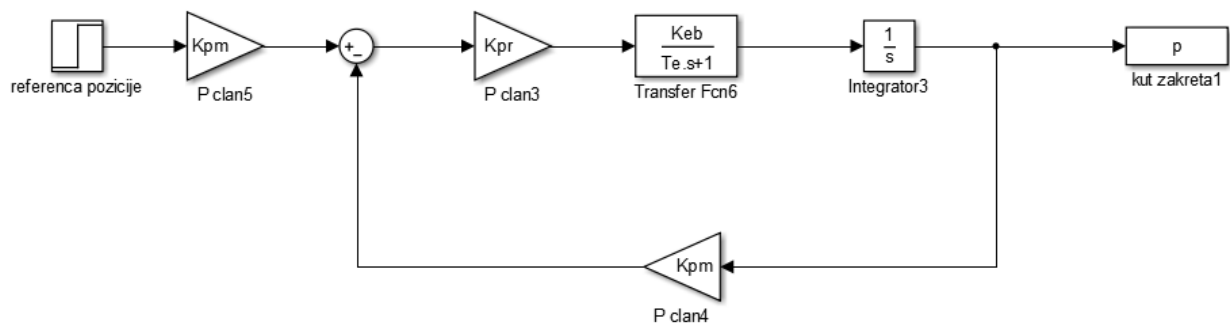 referenca pozicije
Kpm
P clan5
+
-
Kpr
P clan3
Keb
Te.s+1
Transfer Fcn6
1
s
Integrator3
p
kut zakreta1
Kpm
P clan4